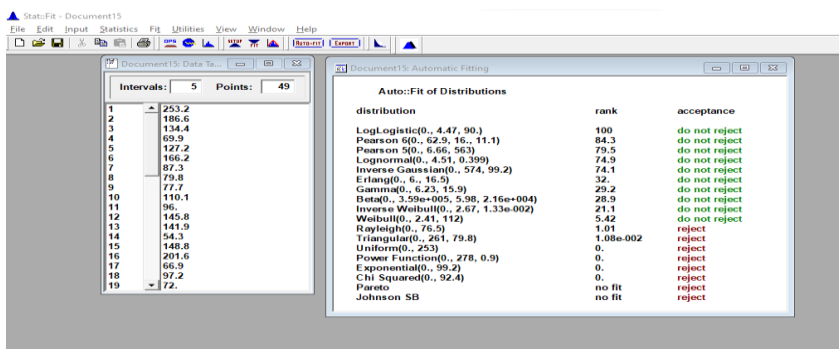 Stat::Fit - Document15
File Edit Input Statistics Fit Utilities View Window Help
AUTO::FIT EXPORT
Document15: Data Ta...
Intervals: 5 Points: 49
1 253.2
2 186.6
3 134.4
4 69.9
5 127.2
6 166.2
7 87.3
8 79.8
9 77.7
10 110.1
11 96.
12 145.8
13 141.9
14 54.3
15 148.8
16 201.6
17 66.9
18 97.2
19 72.
Document15: Automatic Fitting
Auto::Fit of Distributions
distribution rank acceptance
LogLogistic(0., 4.47, 90.) 100 do not reject
Pearson 6(0., 62.9, 16., 11.1) 84.3 do not reject
Pearson 5(0., 6.66, 563) 79.5 do not reject
Lognormal(0., 4.51, 0.399) 74.9 do not reject
Inverse Gaussian(0., 574, 99.2) 74.1 do not reject
Erlang(0., 6., 16.5) 32. do not reject
Gamma(0., 6.23, 15.9) 29.2 do not reject
Beta(0., 3.59e+005, 5.98, 2.16e+004) 28.9 do not reject
Inverse Weibull(0., 2.67, 1.33e-002) 21.1 do not reject
Weibull(0., 2.41, 112) 5.42 do not reject
Rayleigh(0., 76.5) 1.01 reject
Triangular(0., 261, 79.8) 1.08e-002 reject
Uniform(0., 253) 0. reject
Power Function(0., 278, 0.9) 0. reject
Exponential(0., 99.2) 0. reject
Chi Squared(0., 92.4) 0. reject
Pareto no fit reject
Johnson SB no fit reject